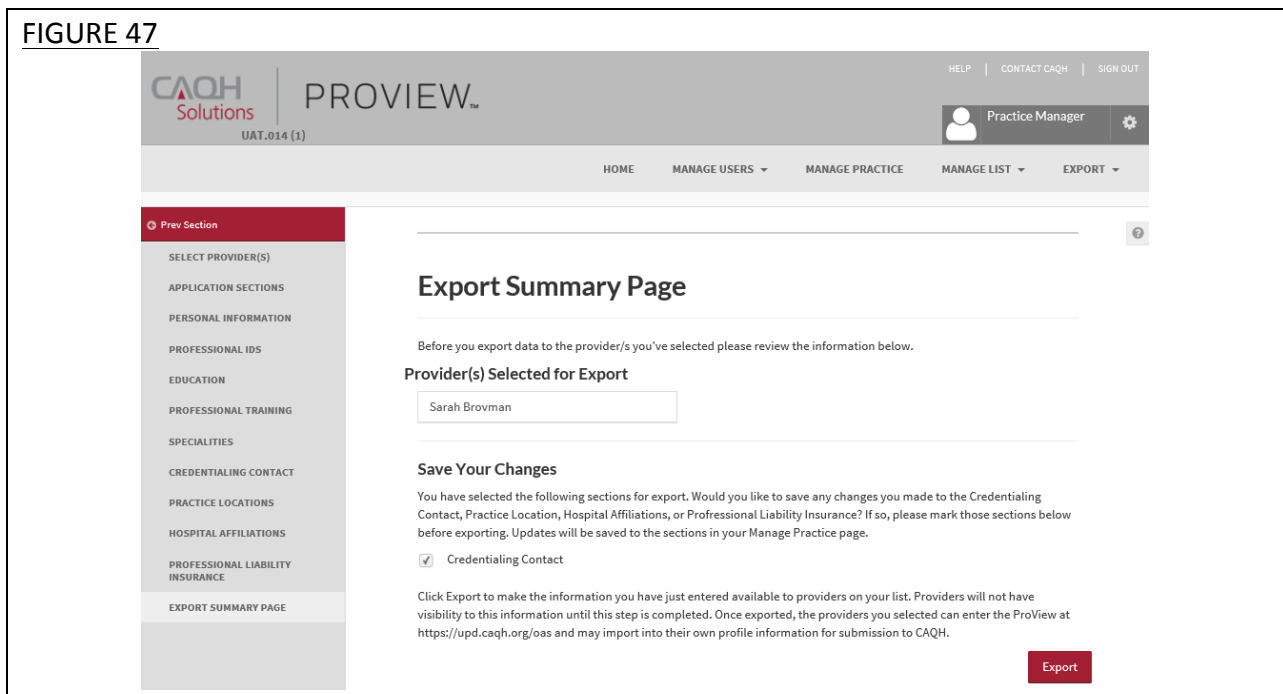 FIGURE 47
HELP | CONTACT CAQH | SIGN OUT
CAQH
Solutions
PROVIEW™
UAT.014 (1)
Practice Manager
HOME MANAGE USERS MANAGE PRACTICE MANAGE LIST EXPORT
Prev Section
SELECT PROVIDER(S)
APPLICATION SECTIONS
PERSONAL INFORMATION
PROFESSIONAL IDS
EDUCATION
PROFESSIONAL TRAINING
SPECIALITIES
CREDENTIALING CONTACT
PRACTICE LOCATIONS
HOSPITAL AFFILIATIONS
PROFESSIONAL LIABILITY
INSURANCE
EXPORT SUMMARY PAGE
?
Export Summary Page
Before you export data to the provider/s you've selected please review the information below.
Provider(s) Selected for Export
Sarah Brovman
Save Your Changes
You have selected the following sections for export. Would you like to save any changes you made to the Credentialing
Contact, Practice Location, Hospital Affiliations, or Profressional Liability Insurance? If so, please mark those sections below
before exporting. Updates will be saved to the sections in your Manage Practice page.
Credentialing Contact
Click Export to make the information you have just entered available to providers on your list. Providers will not have
visibility to this information until this step is completed. Once exported, the providers you selected can enter the ProView at
https://upd.caqh.org/oas and may import into their own profile information for submission to CAQH.
Export